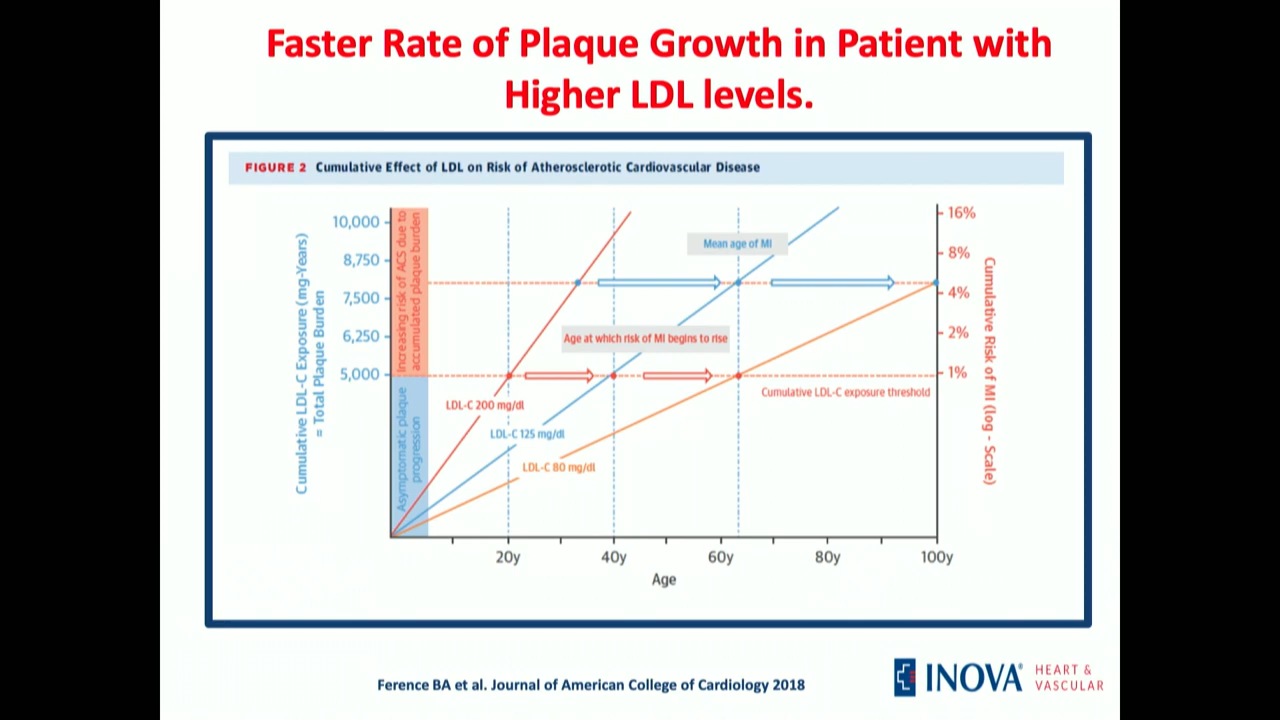 Faster Rate of Plaque Growth in Patient with
Higher LDL levels.
FIGURE 2 Cumulative Effect of LDL on Risk of Atherosclerotic Cardiovascular Disease
Cumulative LDL-C Exposure (mg-Years)
= Total Plaque Burden
10,000
8,750
7,500
6,250
5,000
Increasing risk of ACS due to
accumulated plaque burden
Asymptomatic plaque
progression
Mean age of MI
Age at which risk of MI begins to rise
LDL-C 200 mg/dl
LDL-C 125 mg/dl
LDL-C 80 mg/dl
Cumulative LDL-C exposure threshold
16%
8%
4%
2%
1%
Cumulative Risk of MI (log - Scale)
20y
40y
60y
80y
100y
Age
Ference BA et al. Journal of American College of Cardiology 2018
INOVA® HEART &
VASCULAR